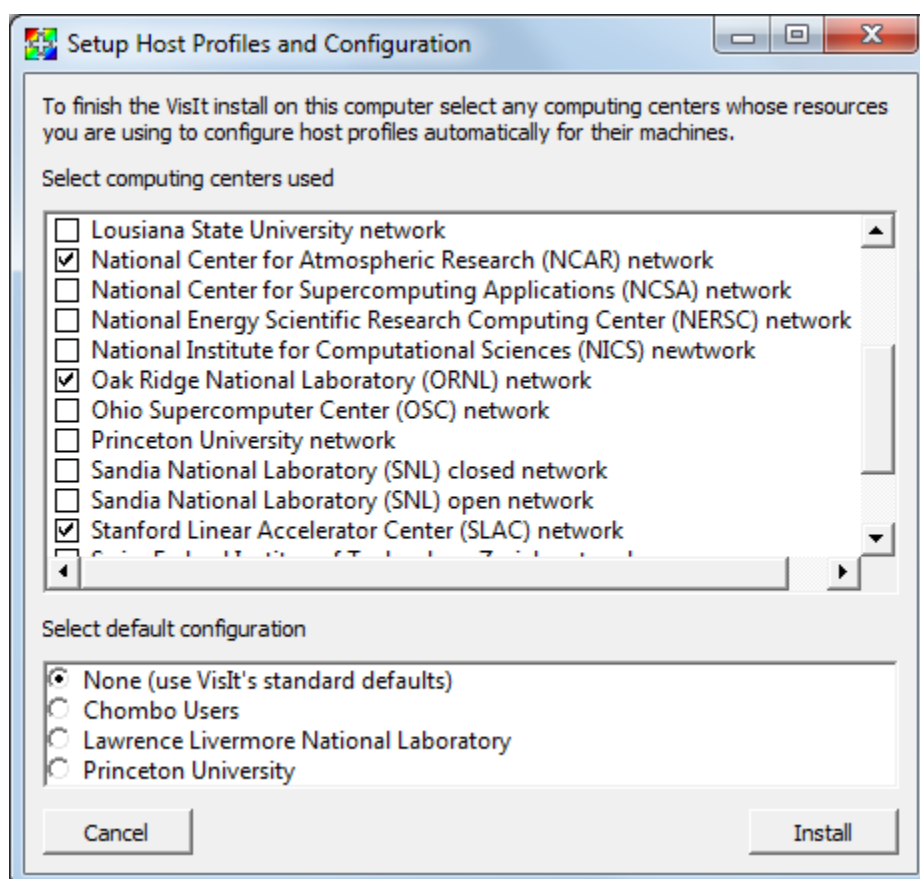 Setup Host Profiles and Configuration
To finish the VisIt install on this computer select any computing centers whose resources
you are using to configure host profiles automatically for their machines.
Select computing centers used
Lousiana State University network
National Center for Atmospheric Research (NCAR) network
National Center for Supercomputing Applications (NCSA) network
National Energy Scientific Research Computing Center (NERSC) network
National Institute for Computational Sciences (NICS) newtwork
Oak Ridge National Laboratory (ORNL) network
Ohio Supercomputer Center (OSC) network
Princeton University network
Sandia National Laboratory (SNL) closed network
Sandia National Laboratory (SNL) open network
Stanford Linear Accelerator Center (SLAC) network
Select default configuration
None (use VisIt's standard defaults)
Chombo Users
Lawrence Livermore National Laboratory
Princeton University
Cancel
Install